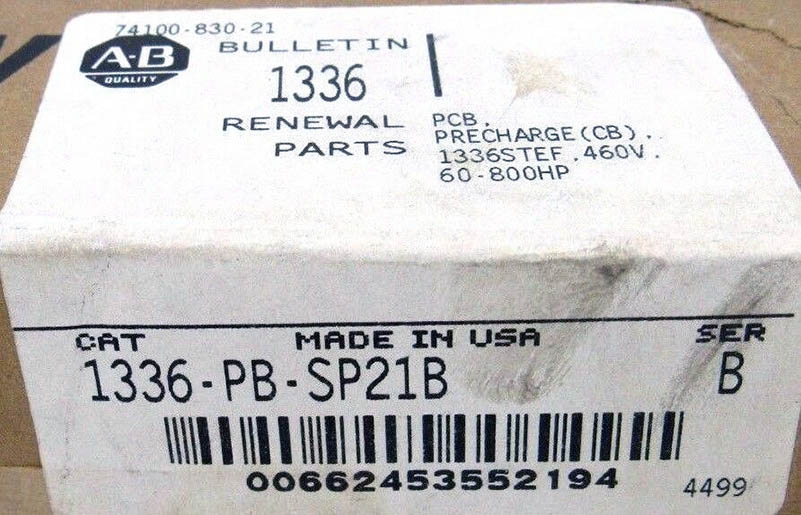 74100-830-21
A-B
QUALITY
BULLETIN
1336
RENEWAL
PARTS
PCB,
PRECHARGE(CB),.
1336STEF,460V.
60-800HP
CAT MADE IN USA SER
1336-PB-SP21B B
00662453552194
4499